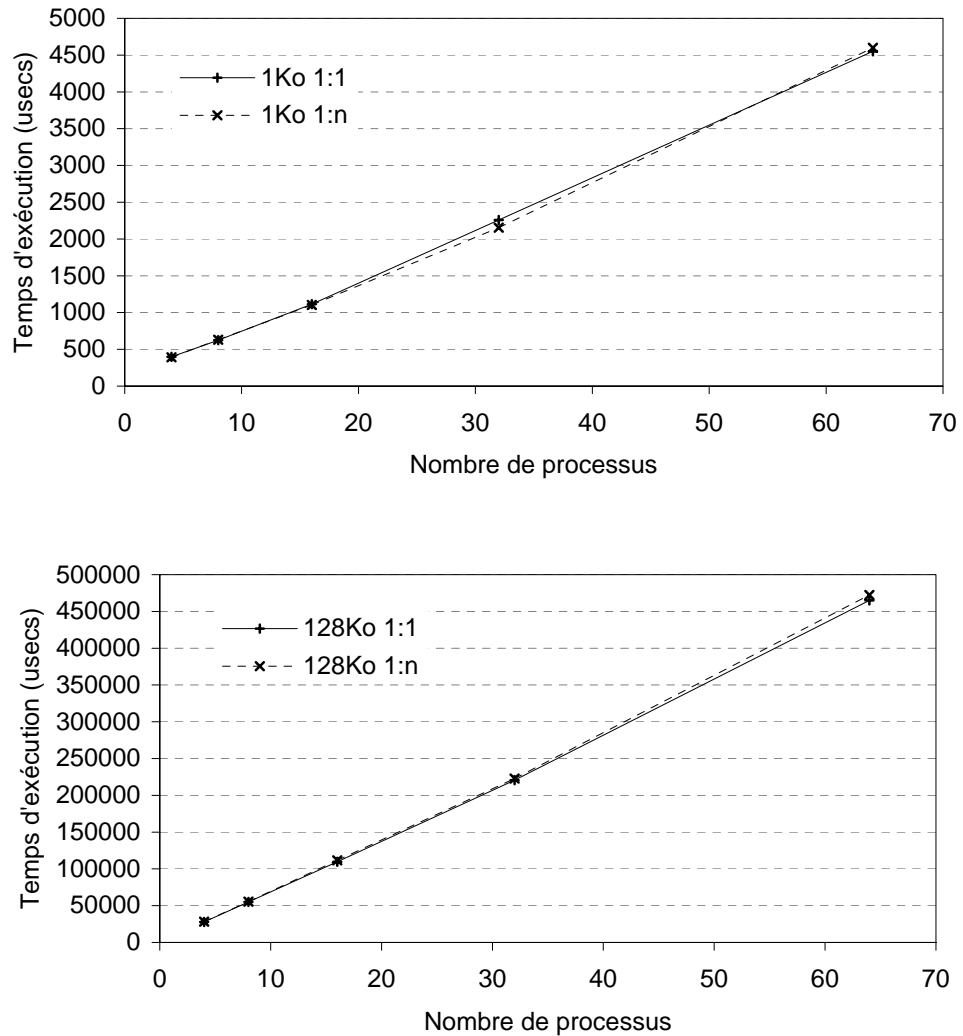 5000
4500
4000
3500
3000
2500
2000
1500
1000
500
0
Temps d'exécution (usecs)
1Ko 1:1
1Ko 1:n
0 10 20 30 40 50 60 70
Nombre de processus
500000
450000
400000
350000
300000
250000
200000
150000
100000
50000
0
Temps d'exécution (usecs)
128Ko 1:1
128Ko 1:n
0 10 20 30 40 50 60 70
Nombre de processus